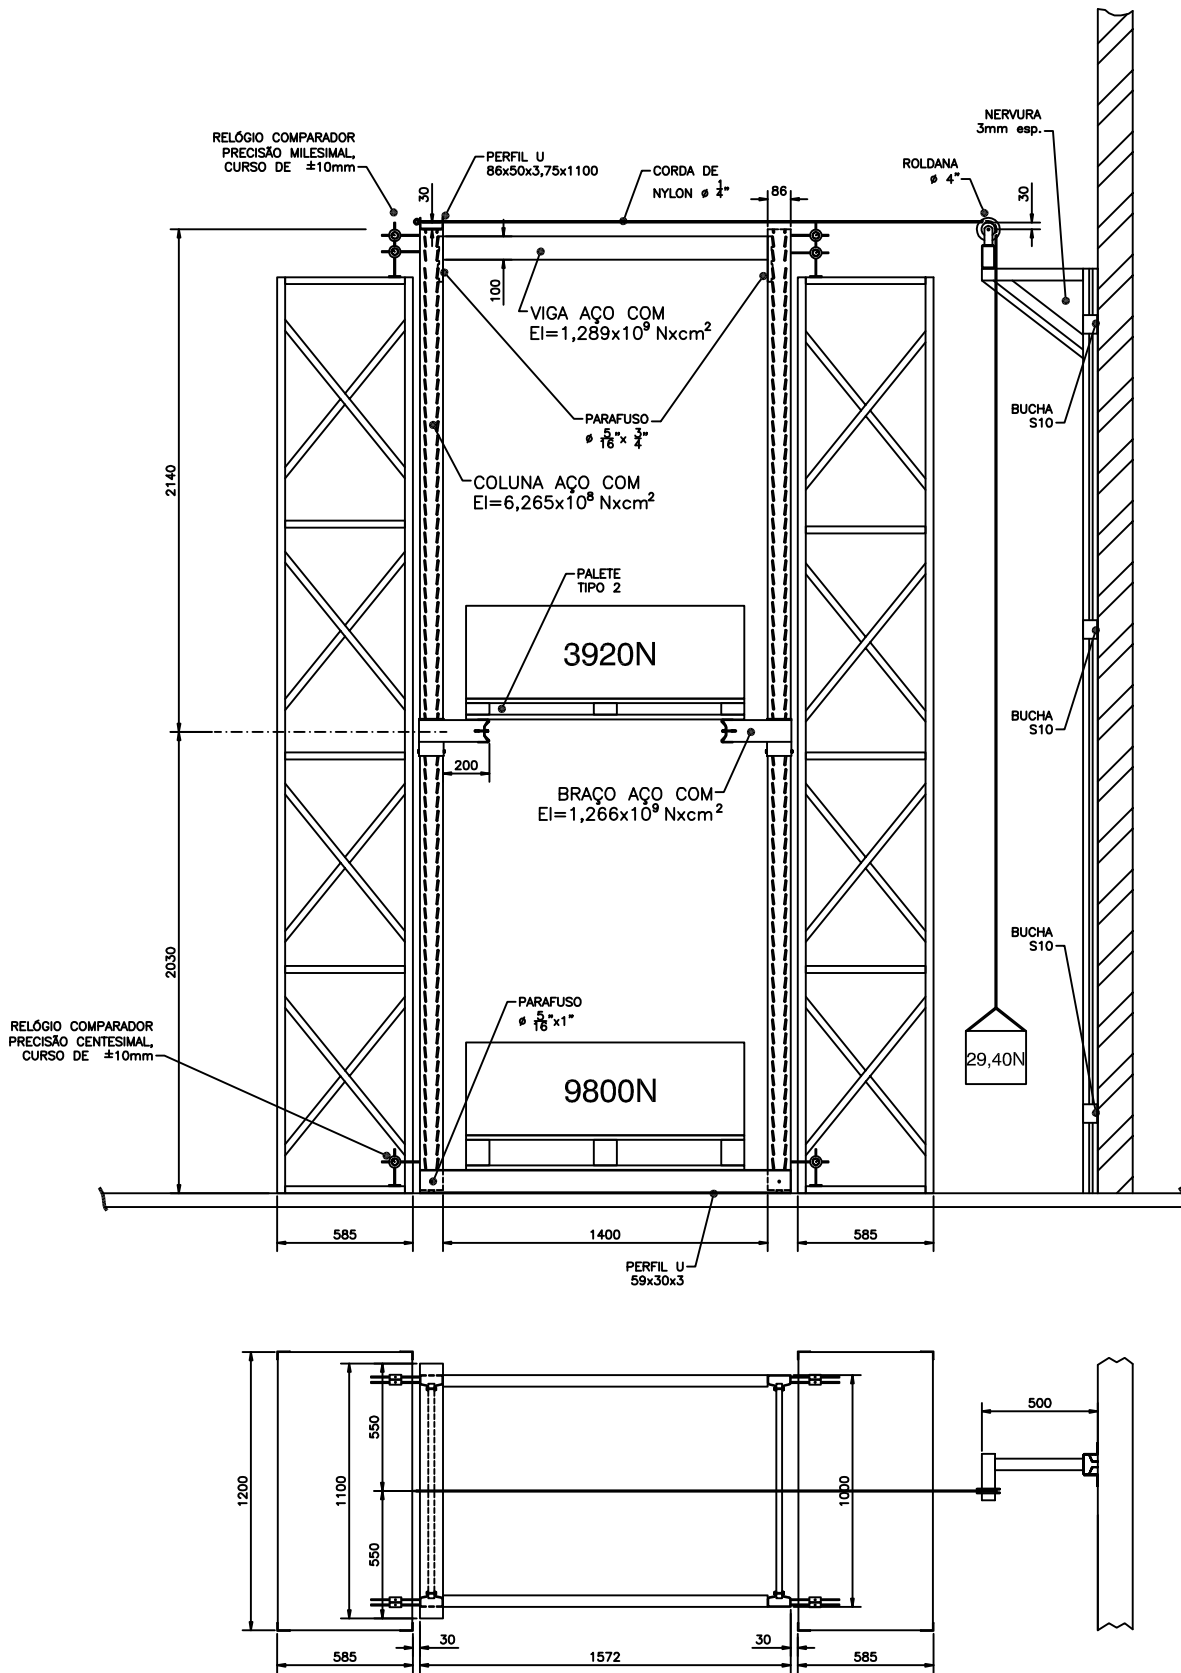 NERVURA
3mm esp.
RELÓGIO COMPARADOR
PRECISÃO MILESIMAL,
CURSO DE ±10mm
PERFIL U
86x50x3,75x1100
CORDA DE
NYLON ø 1/4"
ROLDANA
ø 4"
30
86
30
100
VIGA AÇO COM
EI=1,289x10⁹ Nxcm²
PARAFUSO
ø 5/16"x 3/4"
BUCHA
S10
COLUNA AÇO COM
EI=6,265x10⁸ Nxcm²
2140
PALETE
TIPO 2
3920N
BUCHA
S10
200
BRAÇO AÇO COM
EI=1,266x10⁹ Nxcm²
BUCHA
S10
2030
PARAFUSO
ø 5/16"x1"
RELÓGIO COMPARADOR
PRECISÃO CENTESIMAL,
CURSO DE ±10mm
29,40N
9800N
585
1400
585
PERFIL U
59x30x3
500
550
1200
1100
1000
550
30
30
585
1572
585